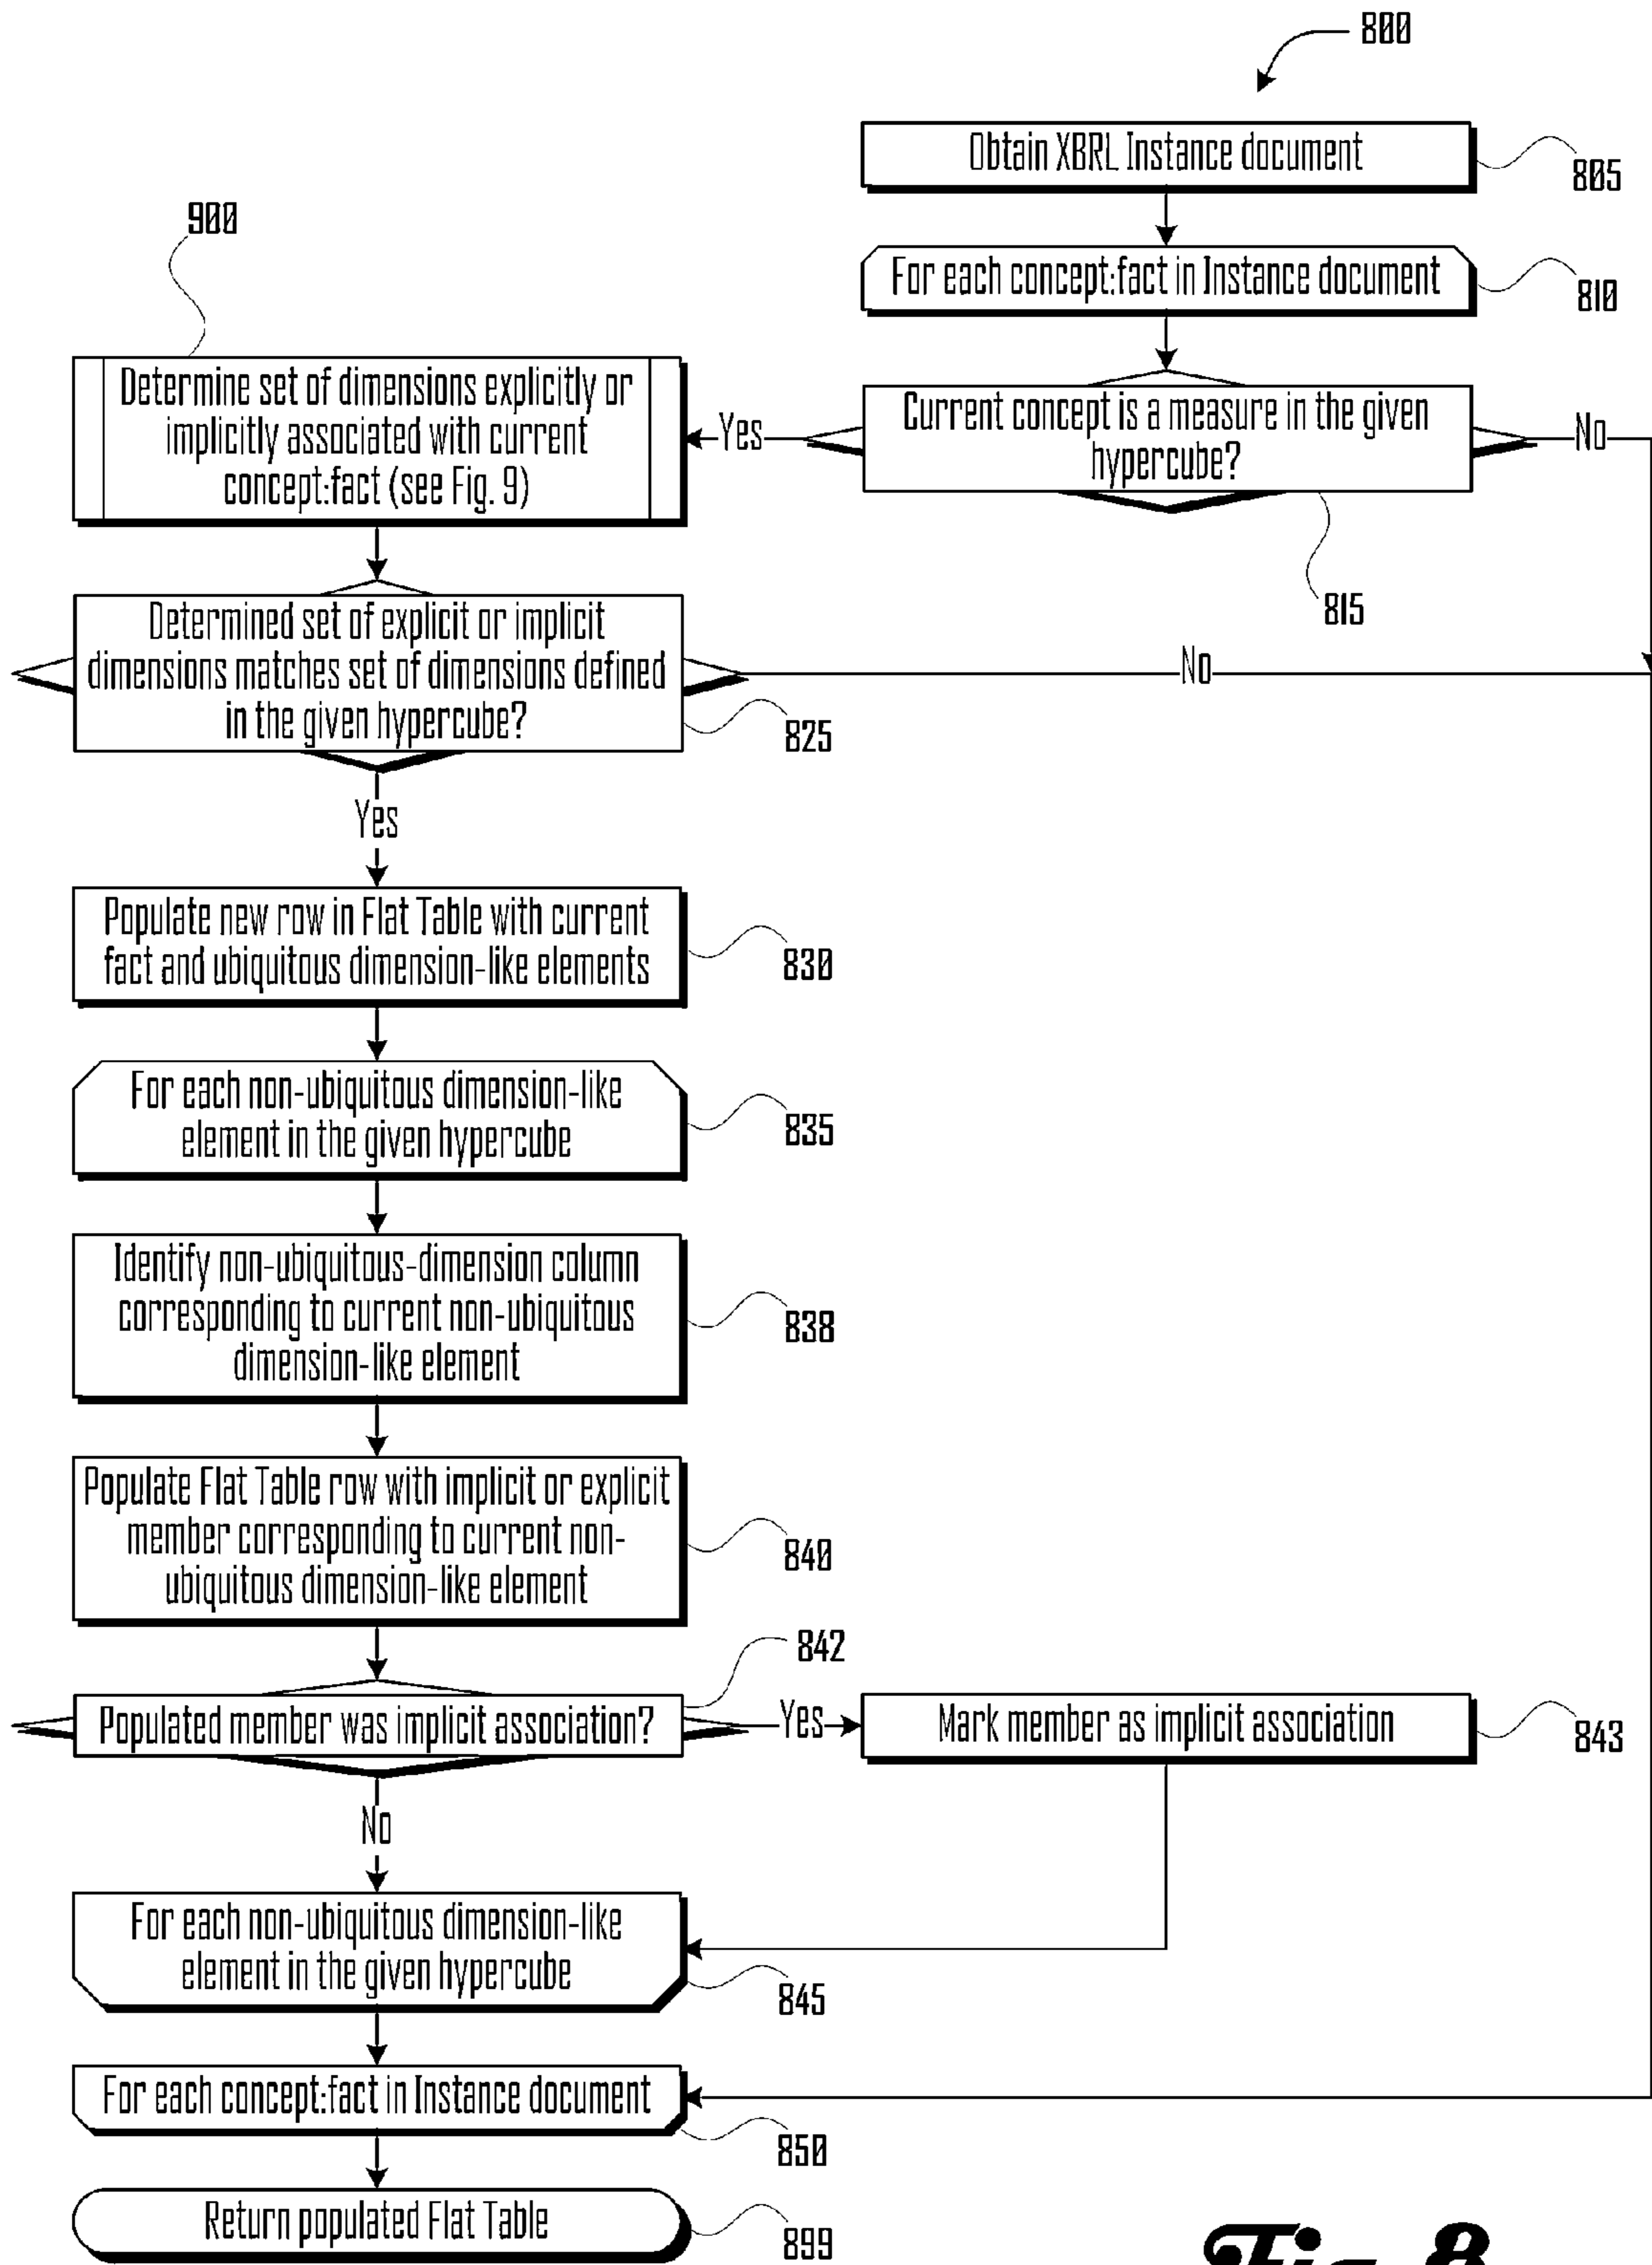 800
Obtain XBRL Instance document
805
For each concept:fact in Instance document
810
Current concept is a measure in the given
hypercube?
815
Yes
No
900
Determine set of dimensions explicitly or
implicitly associated with current
concept:fact (see Fig. 9)
Determined set of explicit or implicit
dimensions matches set of dimensions defined
in the given hypercube?
825
No
Yes
Populate new row in Flat Table with current
fact and ubiquitous dimension-like elements
830
For each non-ubiquitous dimension-like
element in the given hypercube
835
Identify non-ubiquitous-dimension column
corresponding to current non-ubiquitous
dimension-like element
838
Populate Flat Table row with implicit or explicit
member corresponding to current non-
ubiquitous dimension-like element
840
Populated member was implicit association?
842
Yes
Mark member as implicit association
843
No
For each non-ubiquitous dimension-like
element in the given hypercube
845
For each concept:fact in Instance document
850
Return populated Flat Table
899
Fig.8